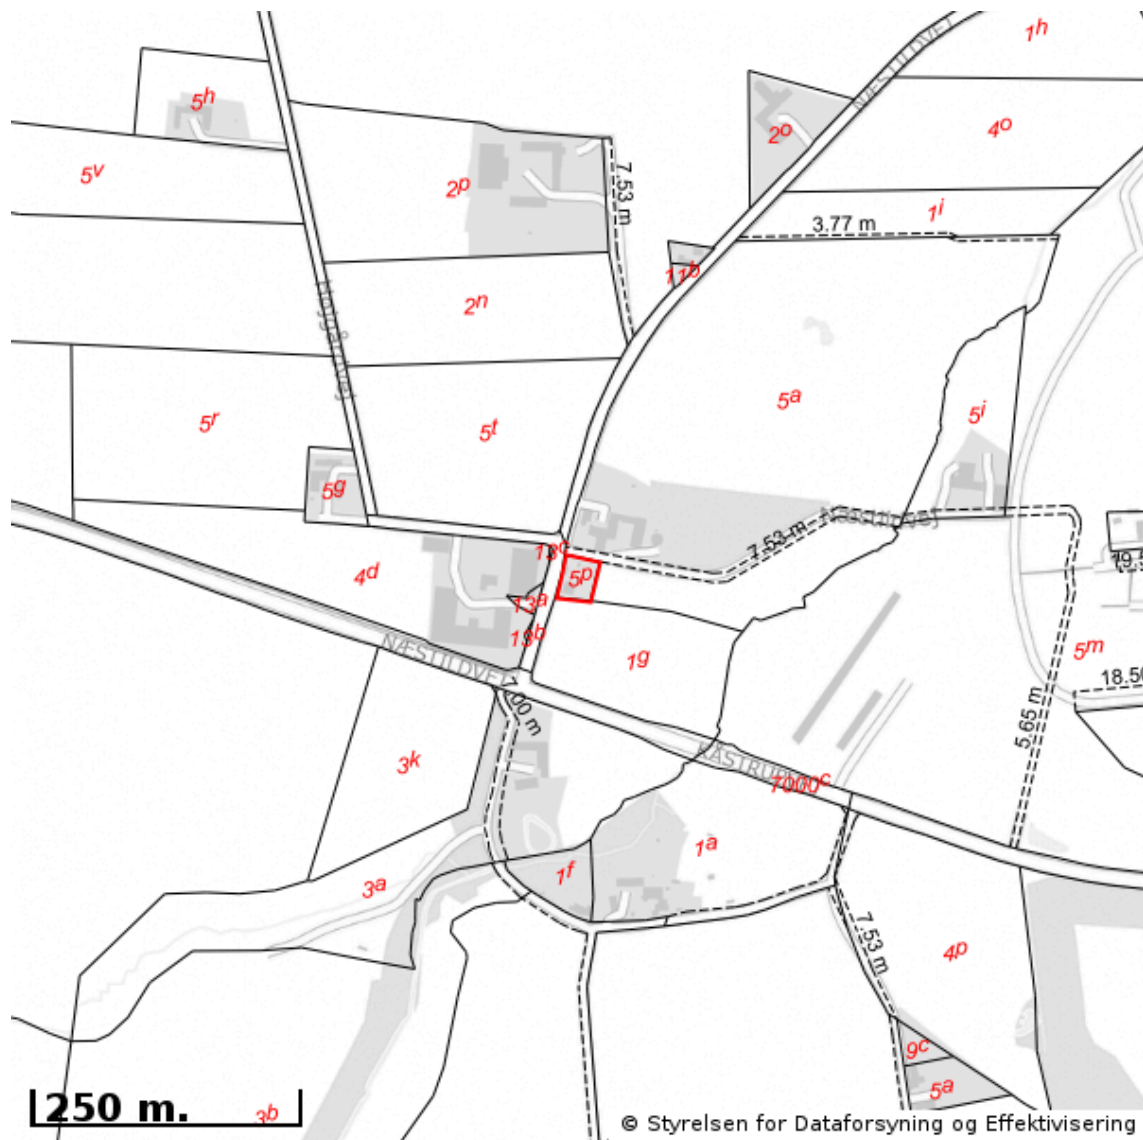 1h
NÆSTILDVEJ
5h
2o
4o
5v
2p
7.53 m
1i
3.77 m
11b
2n
5a
5r
5t
5i
5g
7.53 m
13c
4d
5p
13a
13b
1g
5m
NÆSTILDVEJ
18.50
5.65 m
3k
KASTRUP
7000c
1a
1f
3a
7.53 m
4p
9c
5a
250 m.
3b
© Styrelsen for Dataforsyning og Effektivisering